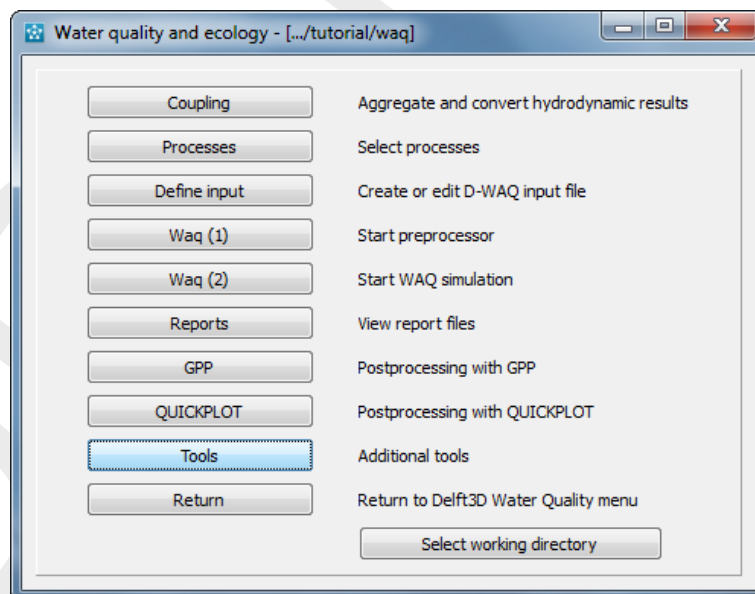 Water quality and ecology - [.../tutorial/waq]
Coupling Aggregate and convert hydrodynamic results
Processes Select processes
Define input Create or edit D-WAQ input file
Waq (1) Start preprocessor
Waq (2) Start WAQ simulation
Reports View report files
GPP Postprocessing with GPP
QUICKPLOT Postprocessing with QUICKPLOT
Tools Additional tools
Return Return to Delft3D Water Quality menu
Select working directory